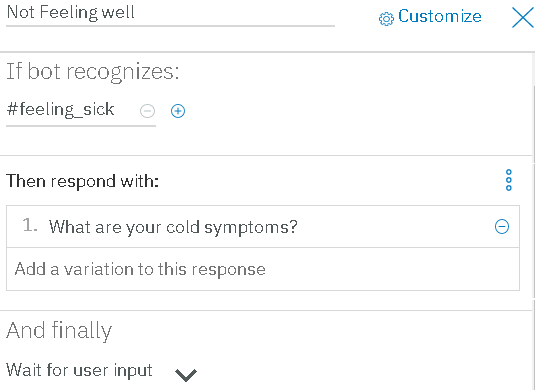 Not Feeling well
Customize
If bot recognizes:
#feeling_sick
Then respond with:
1. What are your cold symptoms?
Add a variation to this response
And finally
Wait for user input